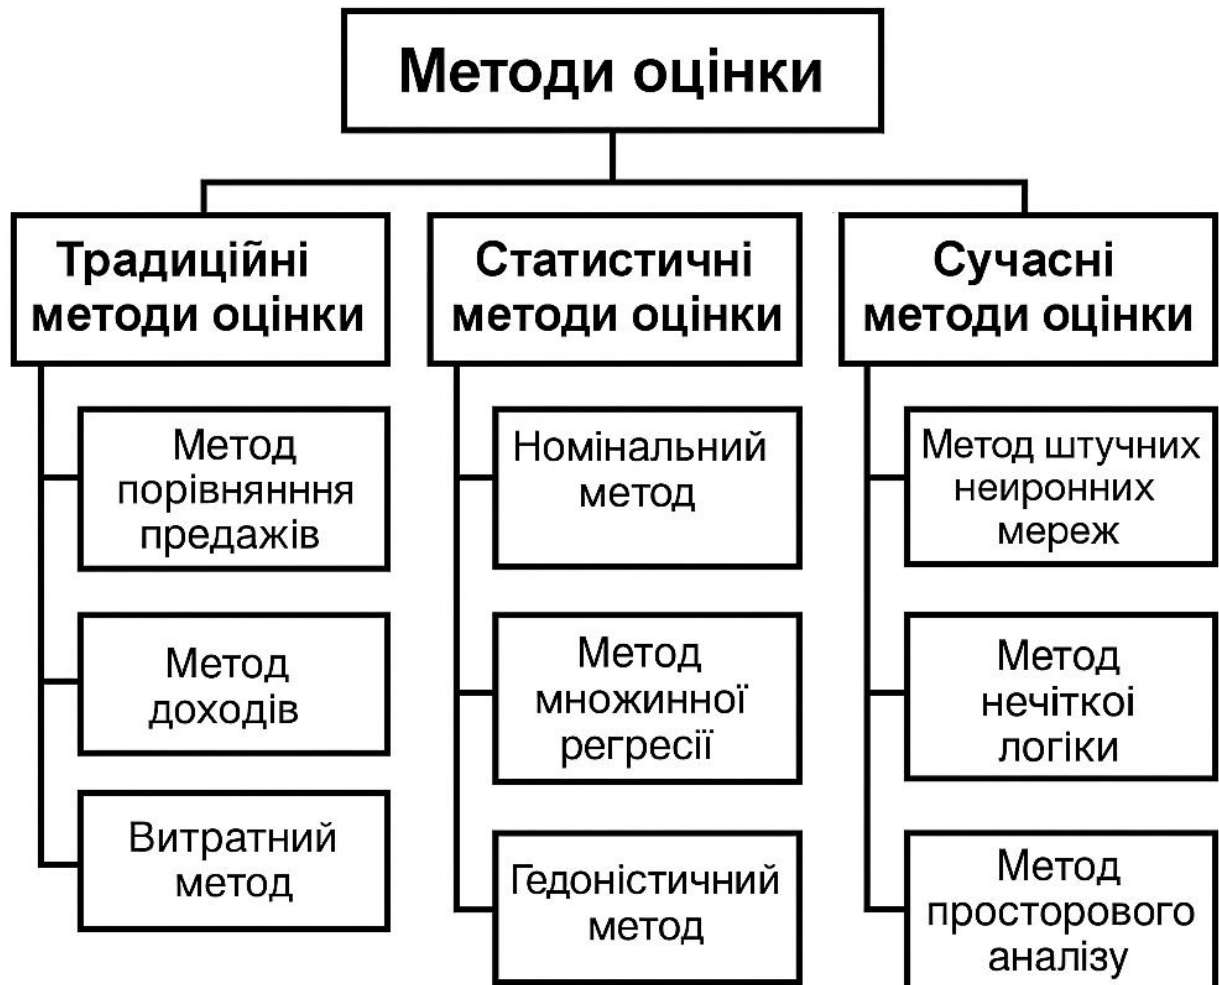 Методи оцінки
Традиційні
методи оцінки
Метод
порівнянння
предажів
Метод
доходів
Витратний
метод
Статистичні
методи оцінки
Номінальний
метод
Метод
множинної
регресії
Гедоністичний
метод
Сучасні
методи оцінки
Метод штучних
неиронних
мереж
Метод
нечіткоі
логіки
Метод
просторового
аналізу